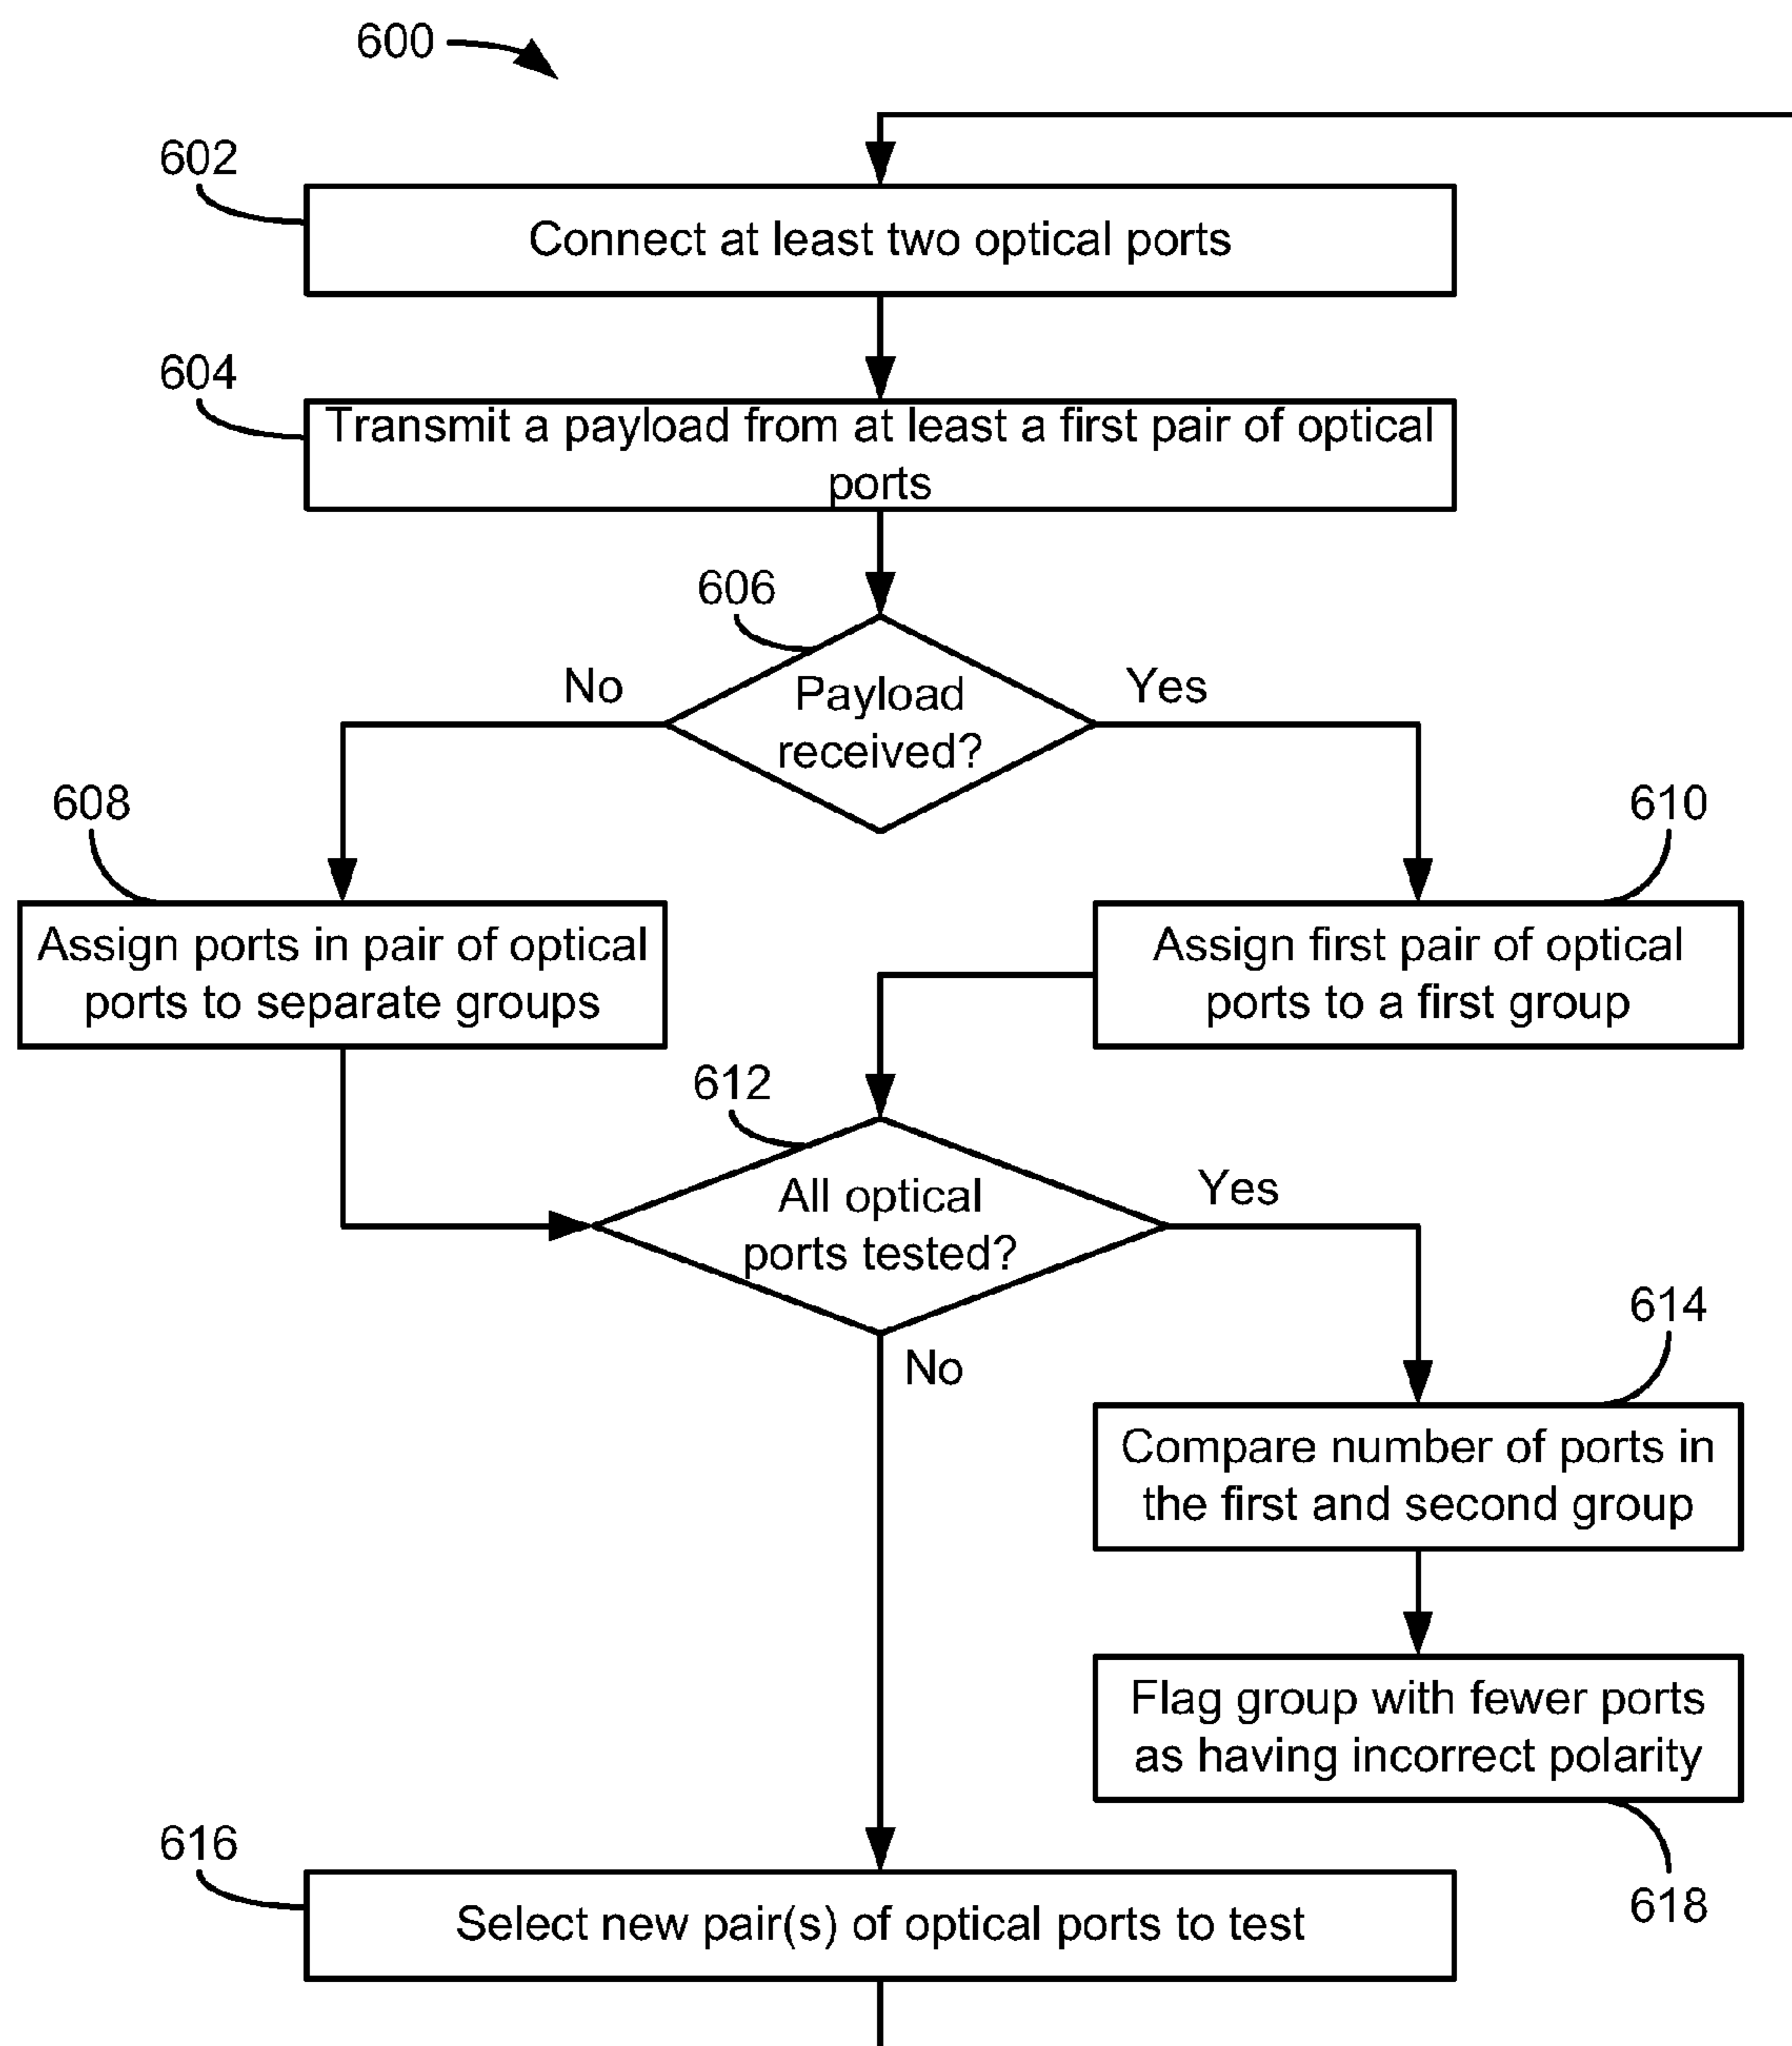 600
602
Connect at least two optical ports
604
Transmit a payload from at least a first pair of optical
ports
606
No
Yes
Payload
received?
608
610
Assign ports in pair of optical
ports to separate groups
Assign first pair of optical
ports to a first group
612
All optical
ports tested?
Yes
No
614
Compare number of ports in
the first and second group
Flag group with fewer ports
as having incorrect polarity
616
618
Select new pair(s) of optical ports to test